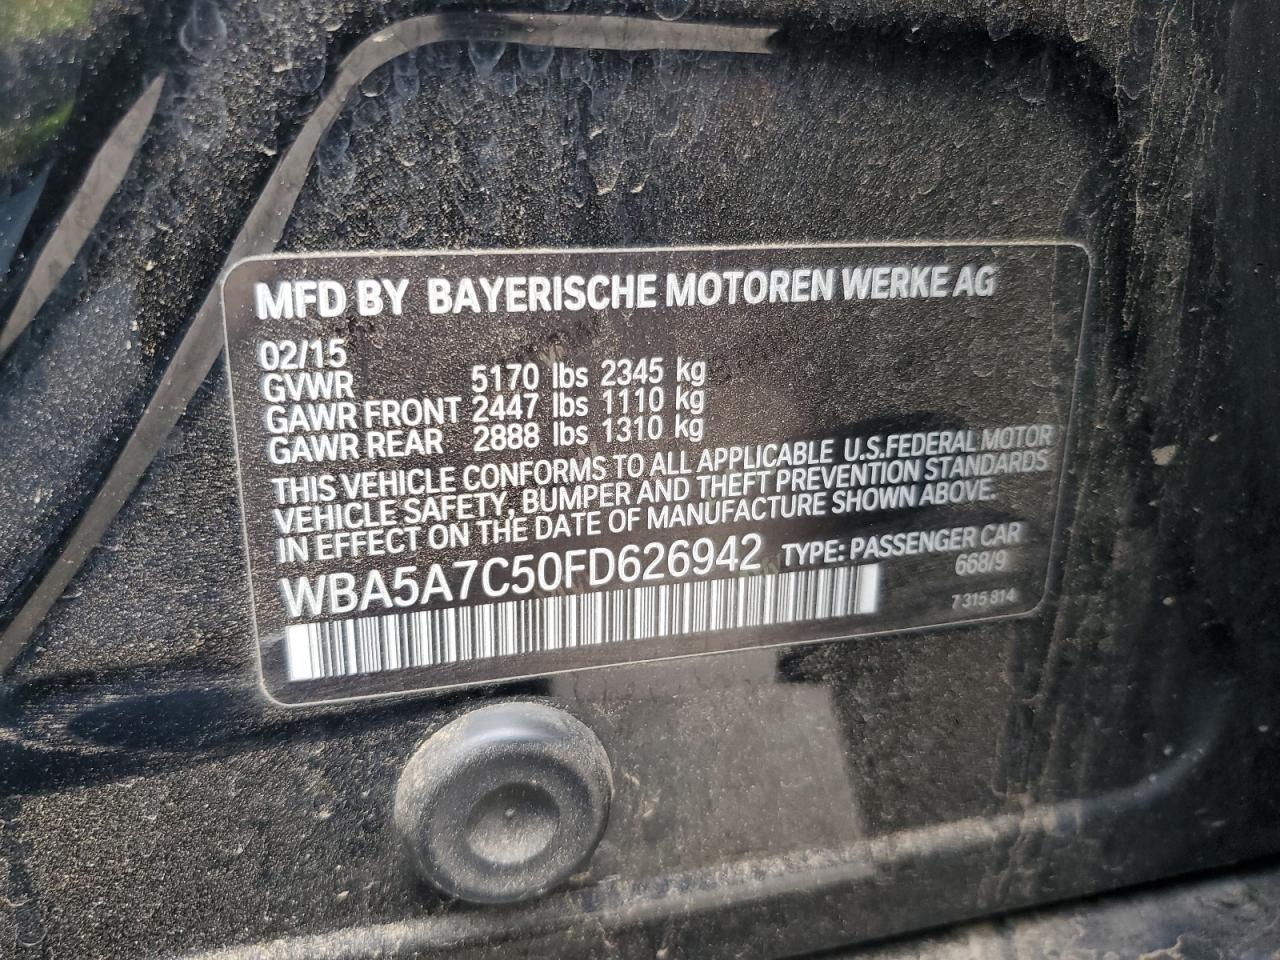 MFD BY BAYERISCHE MOTOREN WERKE AG
02/15
GVWR 5170 lbs 2345 kg
GAWR FRONT 2447 lbs 1110 kg
GAWR REAR 2888 lbs 1310 kg
THIS VEHICLE CONFORMS TO ALL APPLICABLE U.S.FEDERAL MOTOR
VEHICLE SAFETY, BUMPER AND THEFT PREVENTION STANDARDS
IN EFFECT ON THE DATE OF MANUFACTURE SHOWN ABOVE.
WBA5A7C50FD626942 TYPE: PASSENGER CAR
668/9
7 315 814